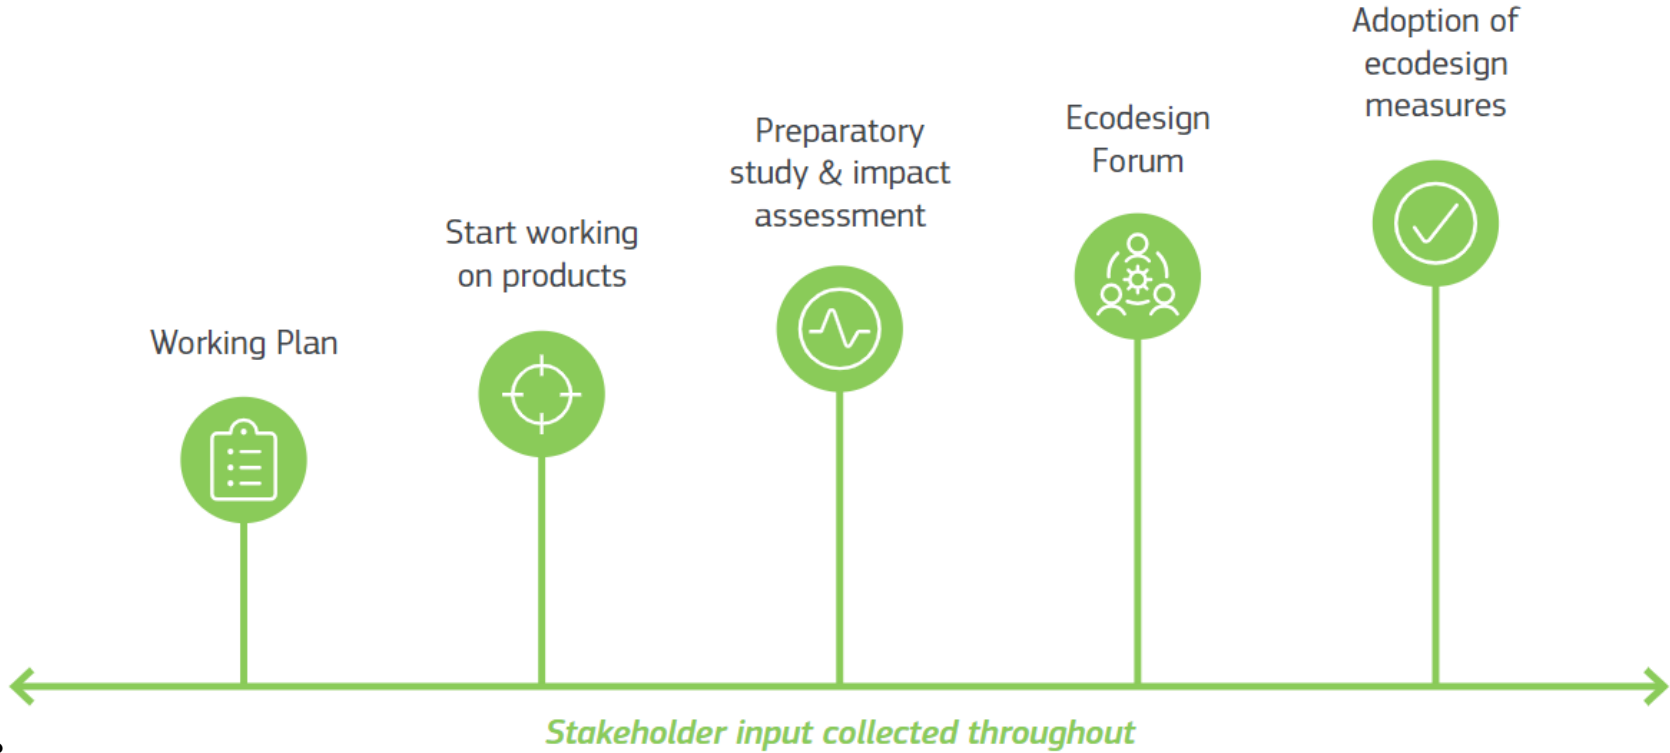 Working Plan
Start working
on products
Preparatory
study & impact
assessment
Ecodesign
Forum
Adoption of
ecodesign
measures
Stakeholder input collected throughout